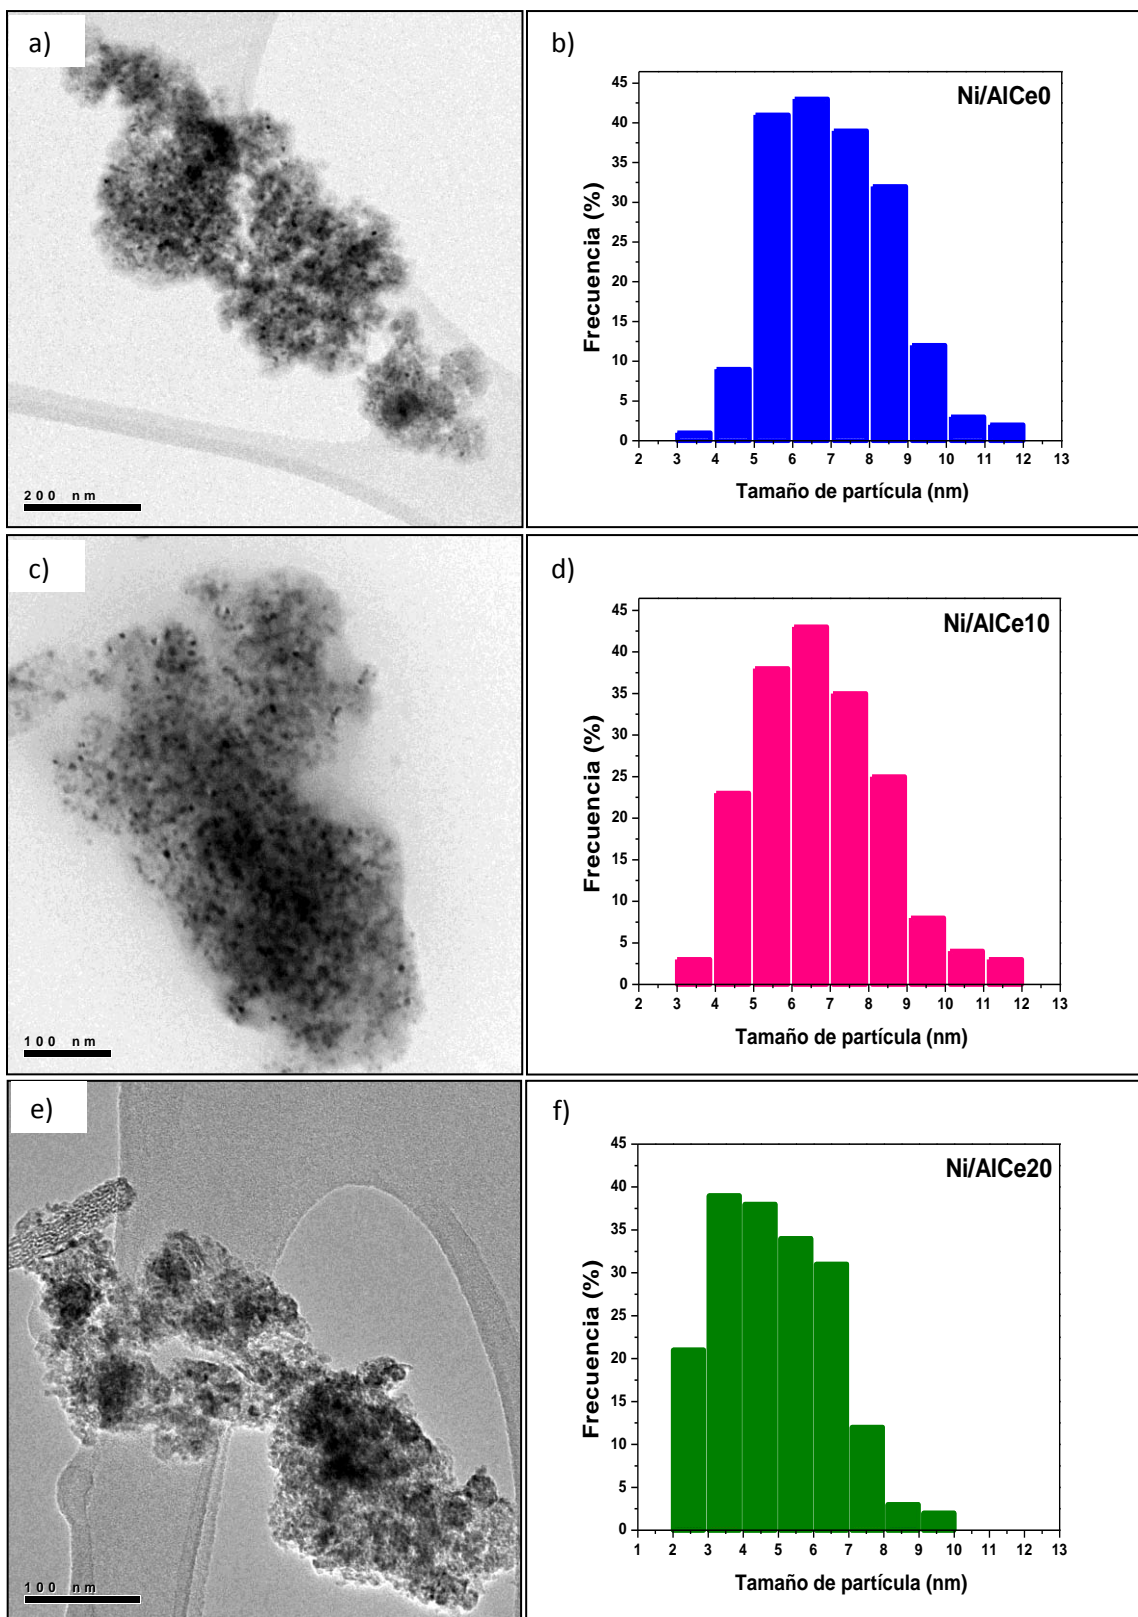 a)
200 nm
b)
Ni/AlCe0
Frecuencia (%)
45
40
35
30
25
20
15
10
5
0
2 3 4 5 6 7 8 9 10 11 12 13
Tamaño de partícula (nm)
c)
100 nm
d)
Ni/AlCe10
Frecuencia (%)
45
40
35
30
25
20
15
10
5
0
2 3 4 5 6 7 8 9 10 11 12 13
Tamaño de partícula (nm)
e)
100 nm
f)
Ni/AlCe20
Frecuencia (%)
45
40
35
30
25
20
15
10
5
0
1 2 3 4 5 6 7 8 9 10 11 12 13
Tamaño de partícula (nm)